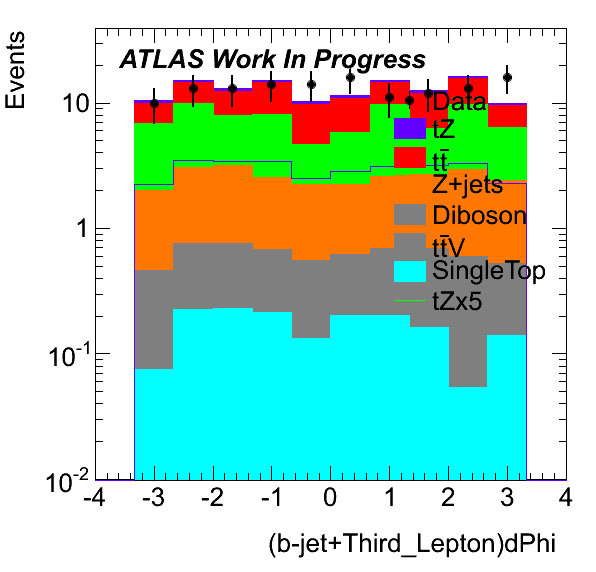 Events
ATLAS Work In Progress
10
1
10^-1
10^-2
Data
tZ
tt̄
Z+jets
Diboson
tt̄V
SingleTop
tZx5
-4 -3 -2 -1 0 1 2 3 4
(b-jet+Third_Lepton)dPhi